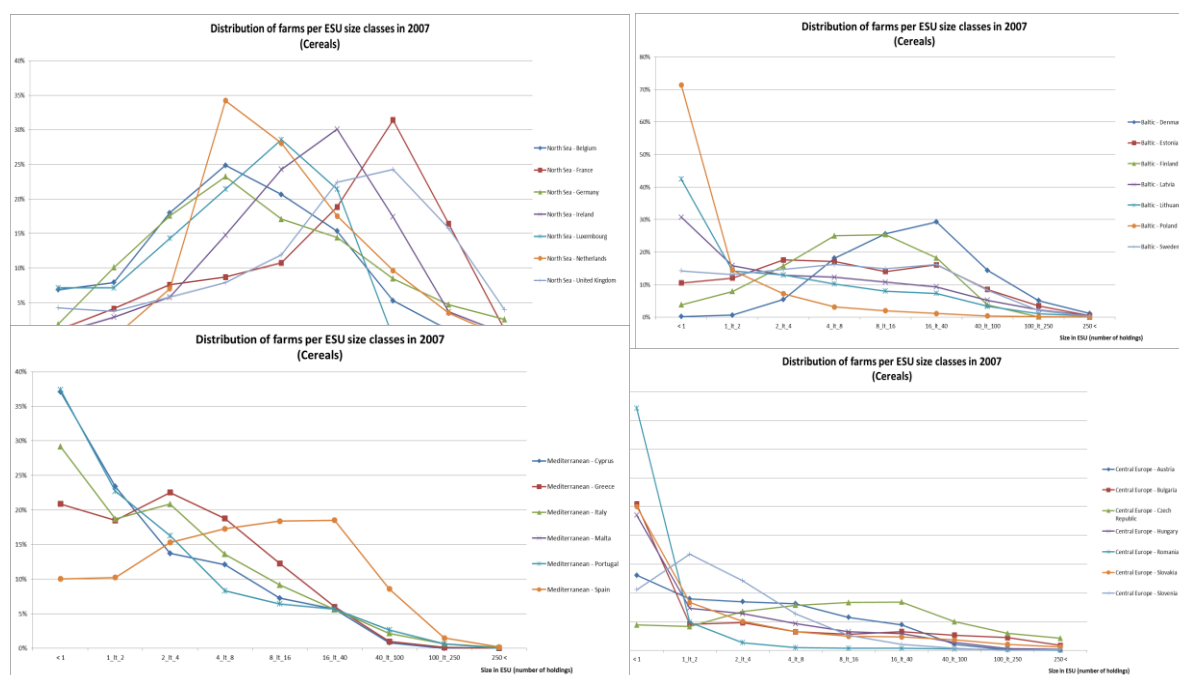 Distribution of farms per ESU size classes in 2007
(Cereals)
40%
35%
30%
25%
20%
15%
10%
5%
North Sea - Belgium
North Sea - France
North Sea - Germany
North Sea - Ireland
North Sea - Luxembourg
North Sea - Netherlands
North Sea - United Kingdom
Distribution of farms per ESU size classes in 2007
(Cereals)
80%
70%
60%
50%
40%
30%
20%
10%
0%
< 1
1_lt_2
2_lt_4
4_lt_8
8_lt_16
16_lt_40
40_lt_100
100_lt_250
250 <
Size in ESU (number of holdings)
Baltic - Denmar
Baltic - Estonia
Baltic - Finland
Baltic - Latvia
Baltic - Lithuan
Baltic - Poland
Baltic - Sweden
Distribution of farms per ESU size classes in 2007
(Cereals)
40%
35%
30%
25%
20%
15%
10%
5%
0%
< 1
1_lt_2
2_lt_4
4_lt_8
8_lt_16
16_lt_40
40_lt_100
100_lt_250
250 <
Size in ESU (number of holdings)
Mediterranean - Cyprus
Mediterranean - Greece
Mediterranean - Italy
Mediterranean - Malta
Mediterranean - Portugal
Mediterranean - Spain
Distribution of farms per ESU size classes in 2007
(Cereals)
< 1
1_lt_2
2_lt_4
4_lt_8
8_lt_16
16_lt_40
40_lt_100
100_lt_250
250 <
Size in ESU (number of holdings)
Central Europe - Austria
Central Europe - Bulgaria
Central Europe - Czech
Republic
Central Europe - Hungary
Central Europe - Romania
Central Europe - Slovakia
Central Europe - Slovenia